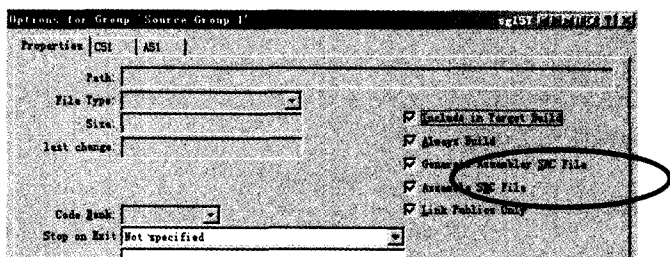 Options for Group 'Source Group 1'
Properties C51 A51
Path:
File Type:
Size:
last change:
Include in Target Build
Always Build
Generate Assembler SRC File
Assemble SRC File
Link Publics Only
Code Bank:
Stop on Exit: Not specified